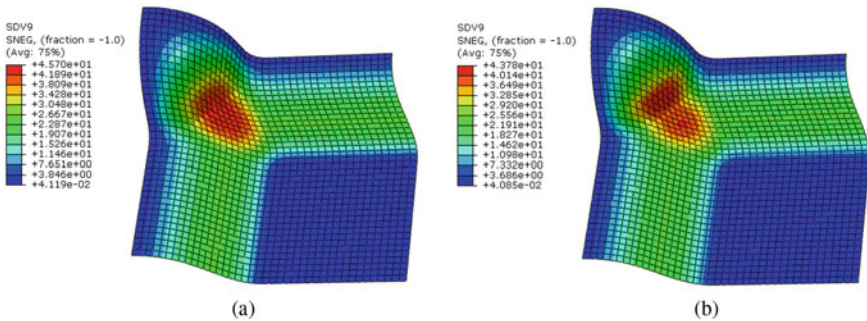 SDV9
SNEG, (fraction = -1.0)
(Avg: 75%)
+4.570e+01
+4.189e+01
+3.809e+01
+3.428e+01
+3.048e+01
+2.667e+01
+2.287e+01
+1.907e+01
+1.526e+01
+1.146e+01
+7.651e+00
+3.846e+00
+4.119e-02
(a)
SDV9
SNEG, (fraction = -1.0)
(Avg: 75%)
+4.378e+01
+4.014e+01
+3.649e+01
+3.285e+01
+2.920e+01
+2.556e+01
+2.191e+01
+1.827e+01
+1.462e+01
+1.098e+01
+7.332e+00
+3.686e+00
+4.085e-02
(b)